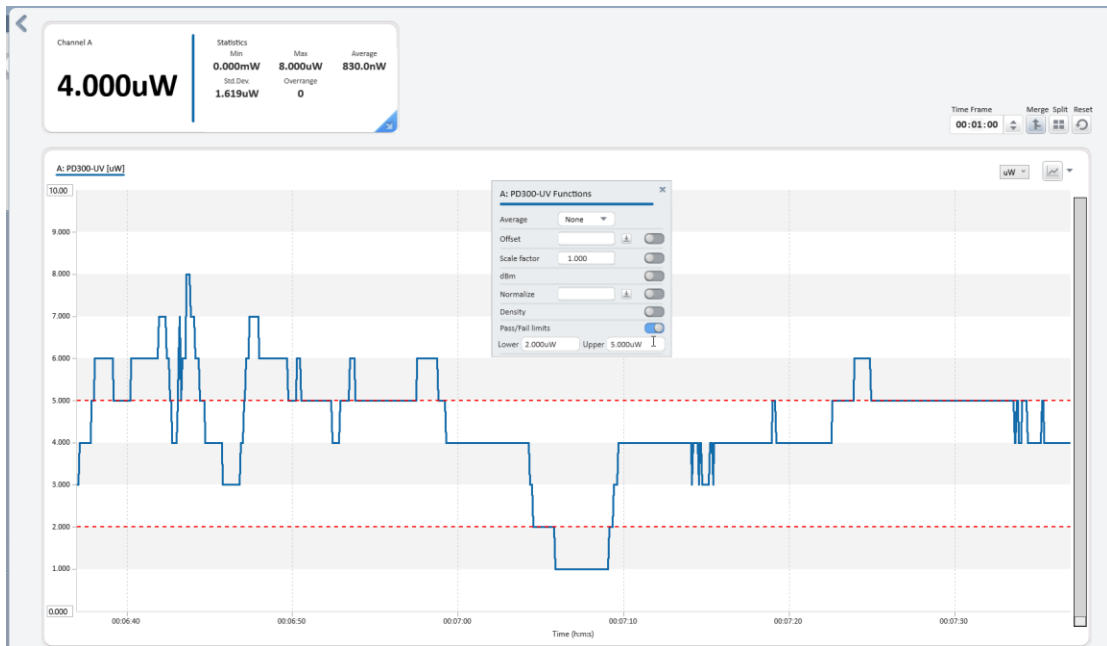 Channel A
4.000uW
Statistics
Min Max Average
0.000mW 8.000uW 830.0nW
Std.Dev. Overrange
1.619uW 0
Time Frame Merge Split Reset
00:01:00
A: PD300-UV [uW]
uW
A: PD300-UV Functions
Average None
Offset
Scale factor 1.000
dBm
Normalize
Density
Pass/Fail limits
Lower 2.000uW Upper 5.000uW
10.00
9.000
8.000
7.000
6.000
5.000
4.000
3.000
2.000
1.000
0.000
00:06:40 00:06:50 00:07:00 00:07:10 00:07:20 00:07:30
Time (h:m:s)